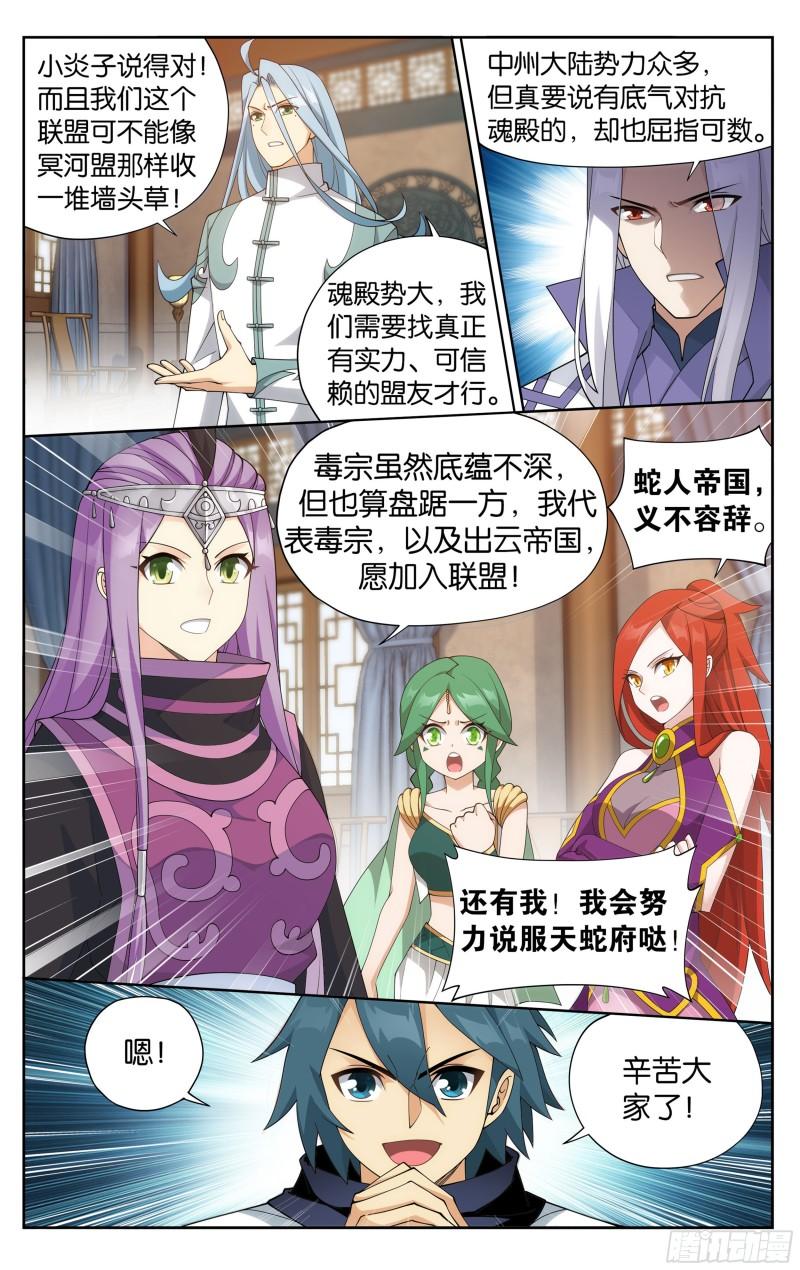 小炎子说得对！
而且我们这个
联盟可不能像
冥河盟那样收
一堆墙头草！
魂殿势大，我
们需要找真正
有实力、可信
赖的盟友才行。
中州大陆势力众多，
但真要说有底气对抗
魂殿的，却也屈指可数。
毒宗虽然底蕴不深，
但也算盘踞一方，我代
表毒宗，以及出云帝国，
愿加入联盟！
蛇人帝国，
义不容辞。
还有我！我会努
力说服天蛇府哒！
嗯！
辛苦大
家了！
腾讯动漫